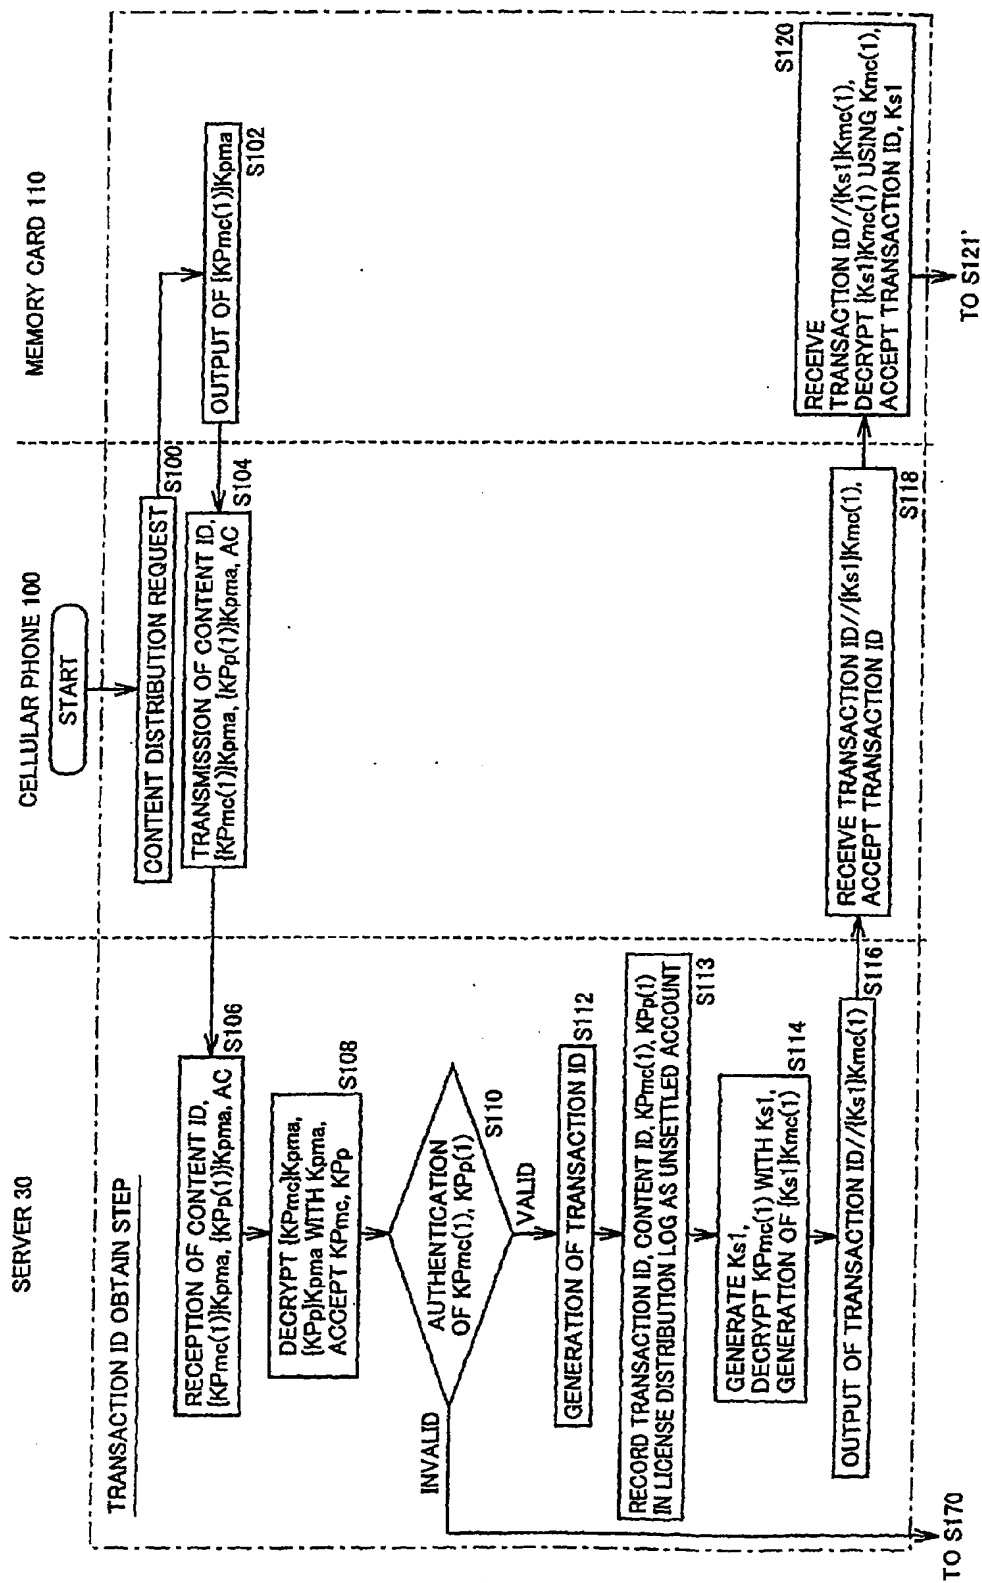 SERVER 30
CELLULAR PHONE 100
MEMORY CARD 110
TRANSACTION ID OBTAIN STEP
START
CONTENT DISTRIBUTION REQUEST
S100
OUTPUT OF {KPmc(1)}Kpma
S102
TRANSMISSION OF CONTENT ID,
{KPmc(1)}Kpma, {KPp(1)}Kpma, AC
S104
RECEPTION OF CONTENT ID,
{KPmc(1)}Kpma, {KPp(1)}Kpma, AC
S106
DECRYPT {KPmc}Kpma,
{KPp}Kpma WITH Kpma,
ACCEPT KPmc, KPp
S108
AUTHENTICATION
OF KPmc(1), KPp(1)
S110
INVALID
VALID
GENERATION OF TRANSACTION ID
S112
RECORD TRANSACTION ID, CONTENT ID, KPmc(1), KPp(1)
IN LICENSE DISTRIBUTION LOG AS UNSETTLED ACCOUNT
S113
GENERATE Ks1,
DECRYPT KPmc(1) WITH Ks1,
GENERATION OF {Ks1}Kmc(1)
S114
OUTPUT OF TRANSACTION ID//{Ks1}Kmc(1)
S116
RECEIVE TRANSACTION ID//{Ks1}Kmc(1),
ACCEPT TRANSACTION ID
S118
RECEIVE
TRANSACTION ID//{Ks1}Kmc(1),
DECRYPT {Ks1}Kmc(1) USING Kmc(1),
ACCEPT TRANSACTION ID, Ks1
S120
TO S170
TO S121'